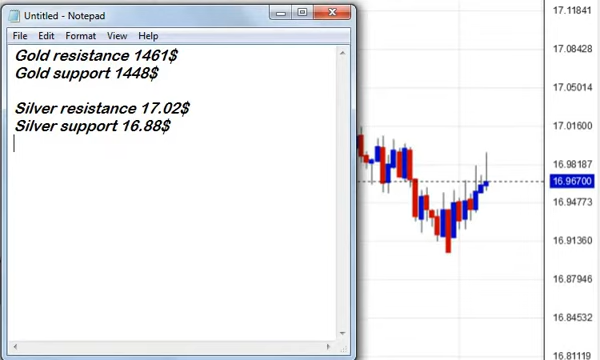 Untitled - Notepad
File Edit Format View Help
Gold resistance 1461$
Gold support 1448$
Silver resistance 17.02$
Silver support 16.88$
17.11841
17.08428
17.05014
17.01600
16.98187
16.96700
16.94773
16.91360
16.87946
16.84532
16.81119